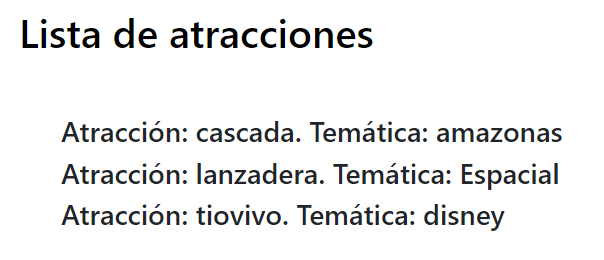 Lista de atracciones
Atracción: cascada. Temática: amazonas
Atracción: lanzadera. Temática: Espacial
Atracción: tiovivo. Temática: disney